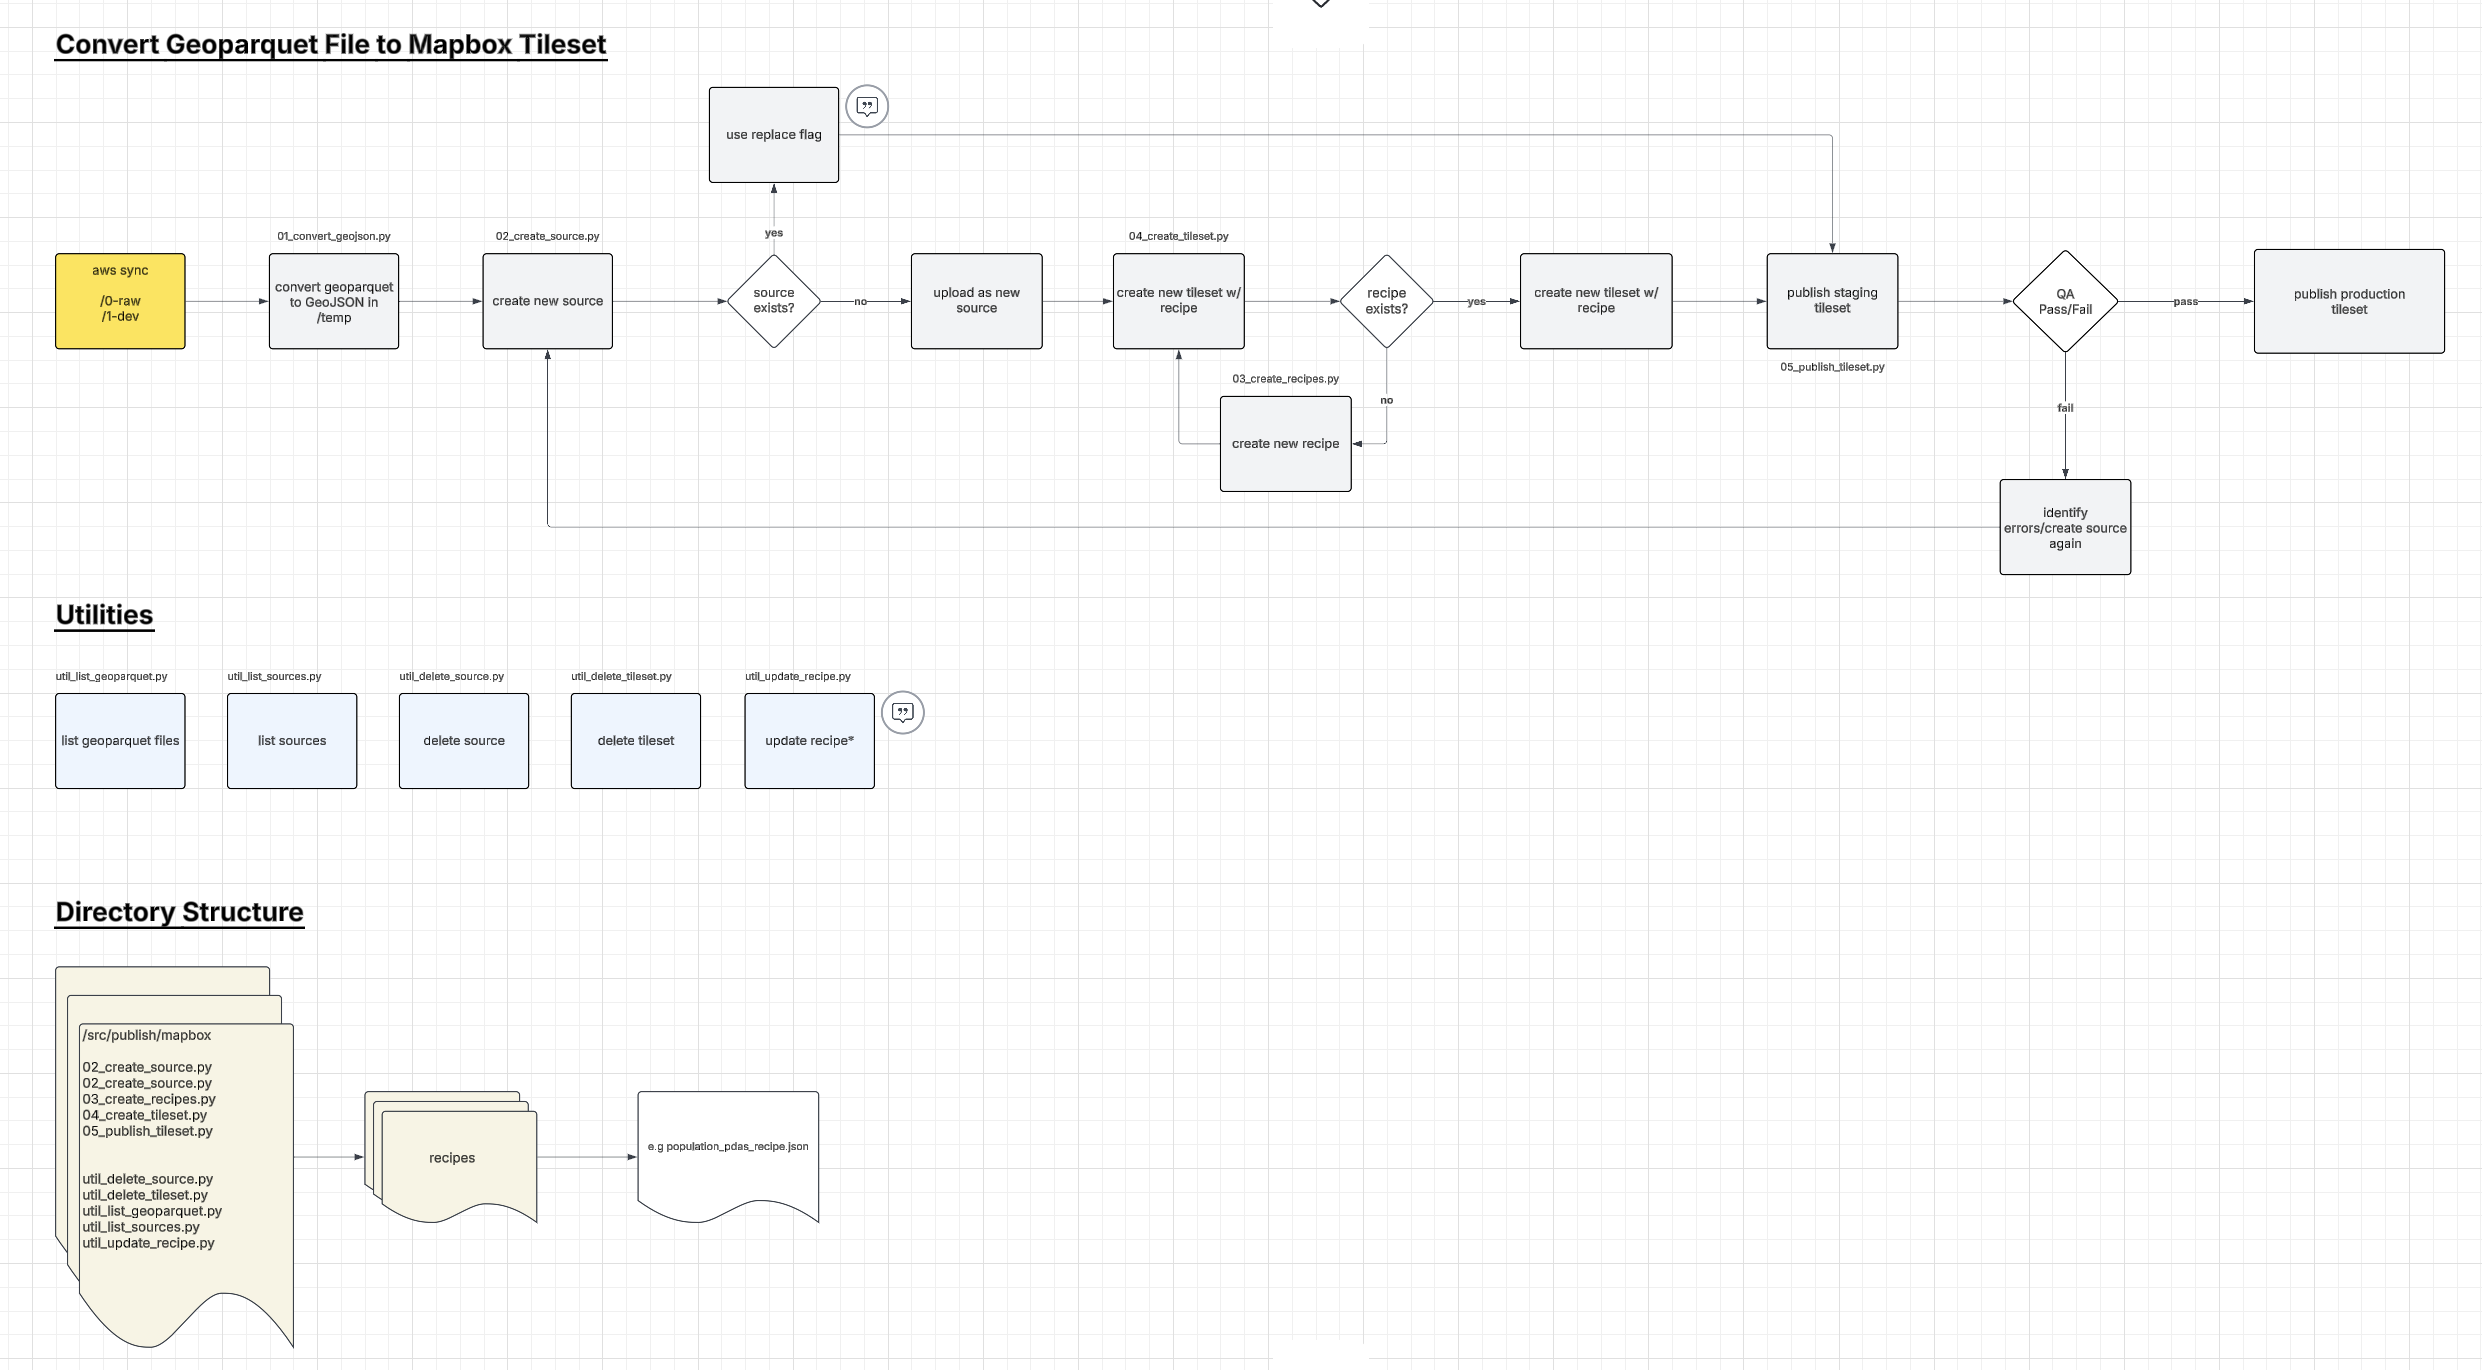 Convert Geoparquet File to Mapbox Tileset
use replace flag
yes
01_convert_geojson.py
02_create_source.py
04_create_tileset.py
aws sync
/0-raw
/1-dev
convert geoparquet
to GeoJSON in
/temp
create new source
source
exists?
no
upload as new
source
create new tileset w/
recipe
recipe
exists?
yes
create new tileset w/
recipe
publish staging
tileset
QA
Pass/Fail
pass
publish production
tileset
05_publish_tileset.py
03_create_recipes.py
no
fail
create new recipe
identify
errors/create source
again
Utilities
util_list_geoparquet.py
util_list_sources.py
util_delete_source.py
util_delete_tileset.py
util_update_recipe.py
list geoparquet files
list sources
delete source
delete tileset
update recipe*
Directory Structure
/src/publish/mapbox
02_create_source.py
02_create_source.py
03_create_recipes.py
04_create_tileset.py
05_publish_tileset.py
util_delete_source.py
util_delete_tileset.py
util_list_geoparquet.py
util_list_sources.py
util_update_recipe.py
recipes
e.g population_pdas_recipe.json